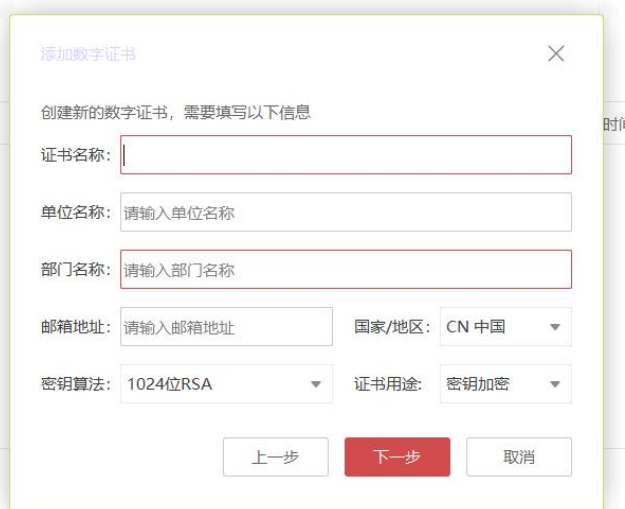 添加数字证书
创建新的数字证书，需要填写以下信息
时间
证书名称：
单位名称： 请输入单位名称
部门名称： 请输入部门名称
邮箱地址： 请输入邮箱地址 国家/地区： CN 中国
密钥算法： 1024位RSA 证书用途: 密钥加密
上一步 下一步 取消